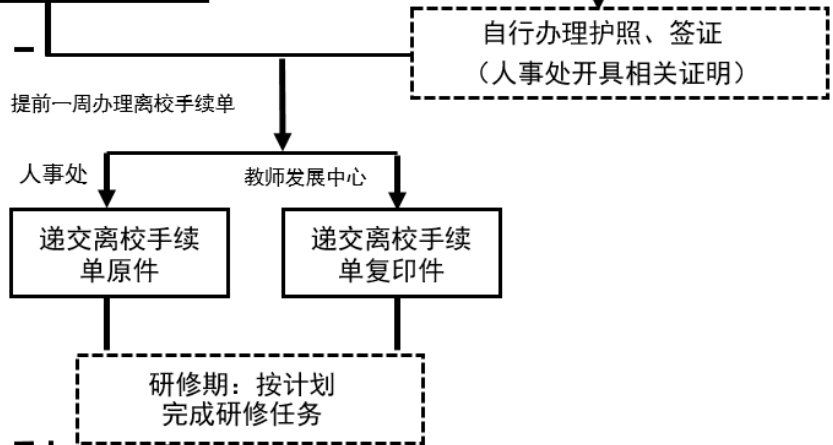 自行办理护照、签证
（人事处开具相关证明）
提前一周办理离校手续单
人事处
教师发展中心
递交离校手续
单原件
递交离校手续
单复印件
研修期：按计划
完成研修任务